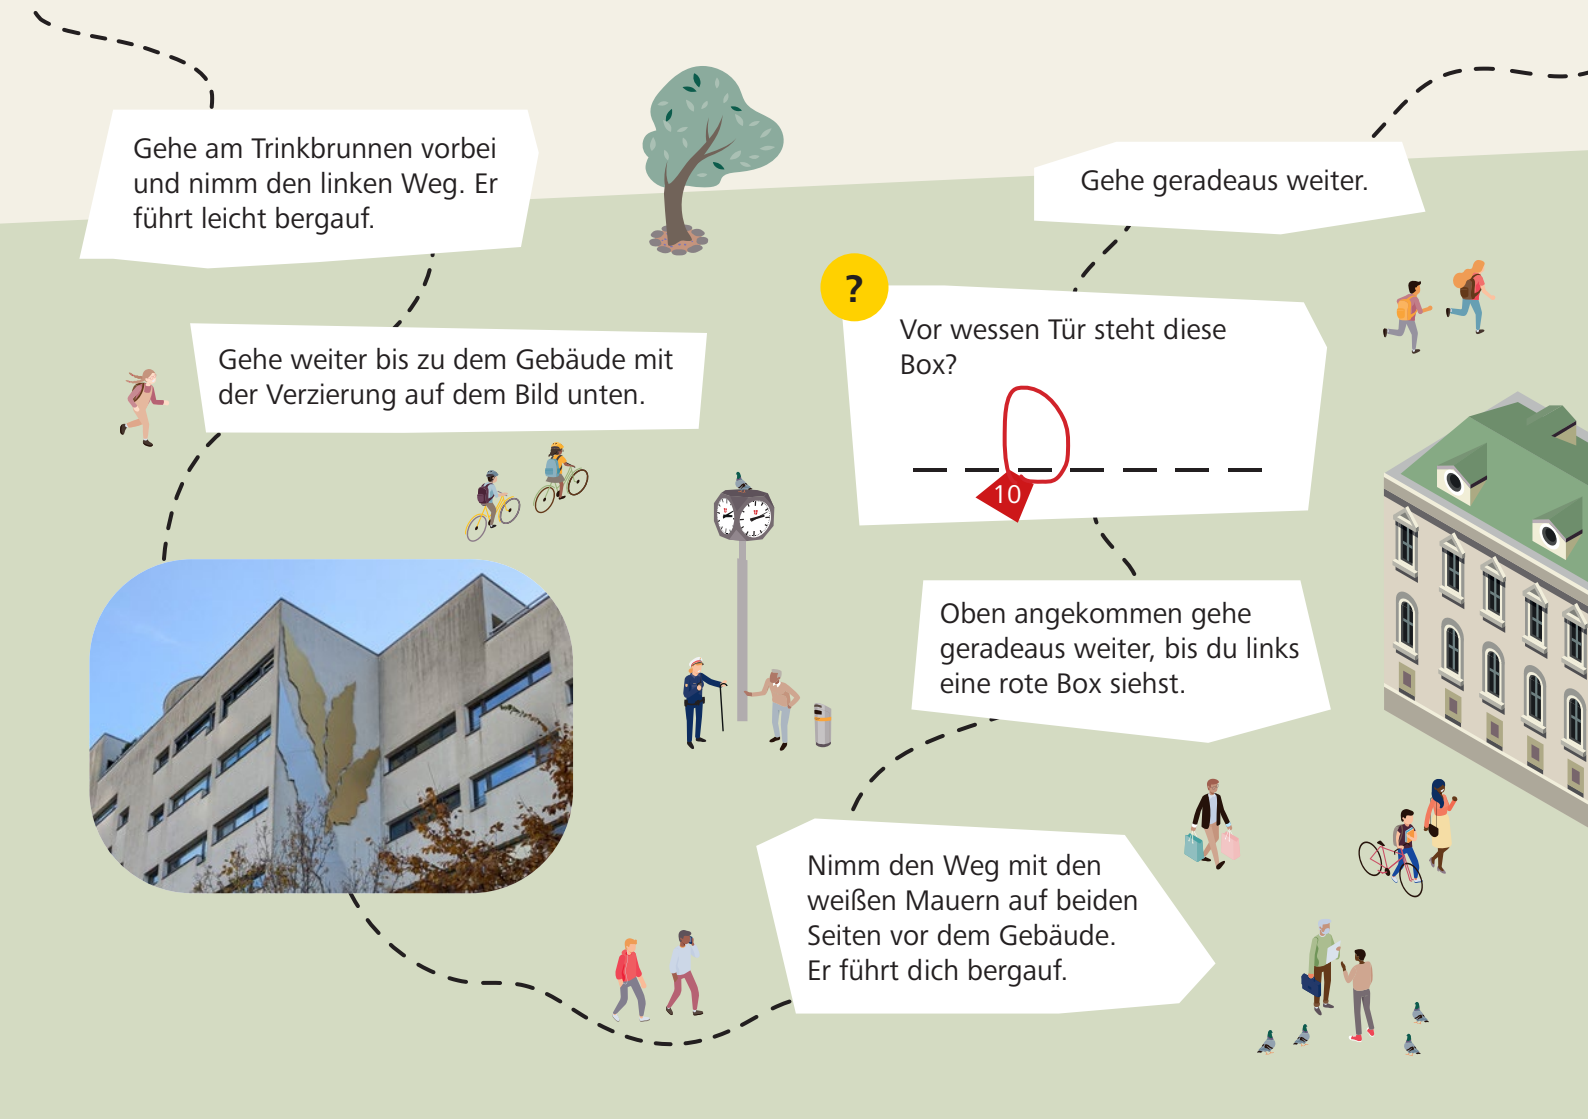 Gehe am Trinkbrunnen vorbei
und nimm den linken Weg. Er
führt leicht bergauf.
Gehe weiter bis zu dem Gebäude mit
der Verzierung auf dem Bild unten.
Nimm den Weg mit den
weißen Mauern auf beiden
Seiten vor dem Gebäude.
Er führt dich bergauf.
Oben angekommen gehe
geradeaus weiter, bis du links
eine rote Box siehst.
?
Vor wessen Tür steht diese
Box?
10
Gehe geradeaus weiter.